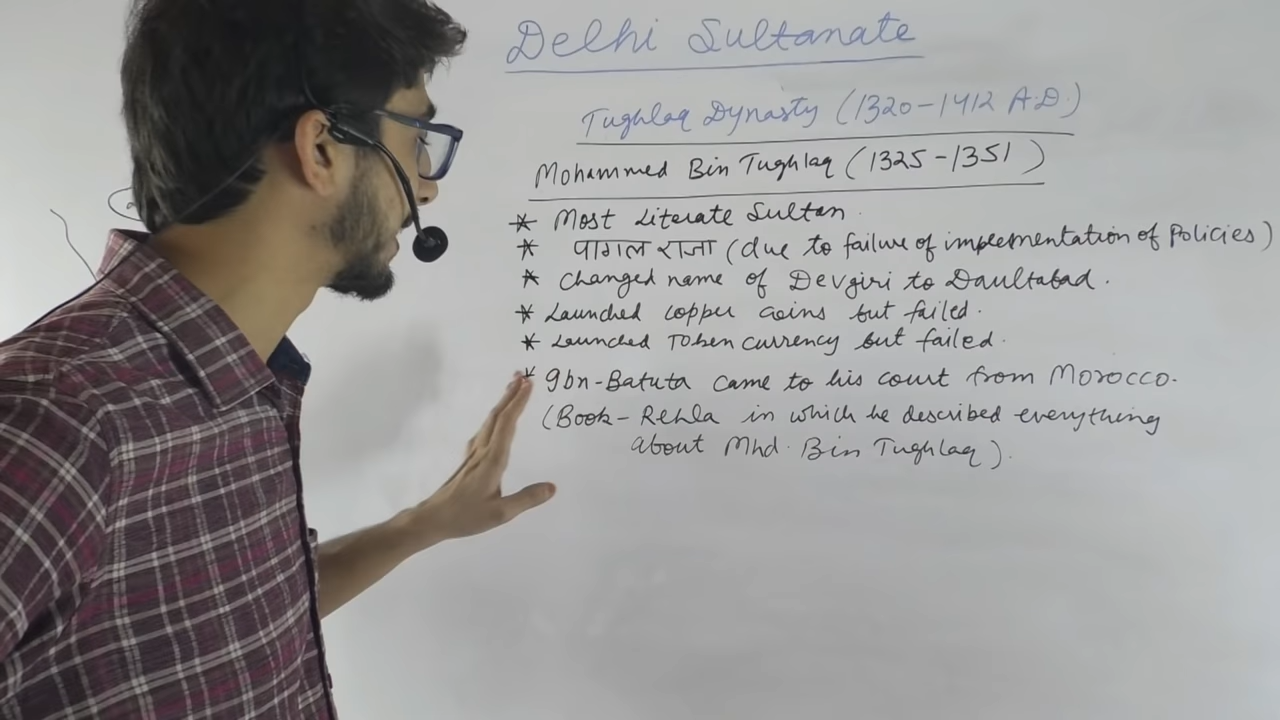 Delhi Sultanate
Tughlaq Dynasty (1320-1412 A.D.)
Mohammed Bin Tughlaq (1325-1351)
* Most Literate Sultan.
* पागल राजा (due to failure of implementation of Policies)
* Changed name of Devgiri to Daultabad.
* Launched copper coins but failed.
* Launched Token currency but failed.
* Ibn-Batuta came to his court from Morocco.
(Book-Rehla in which he described everything
about Mhd. Bin Tughlaq).